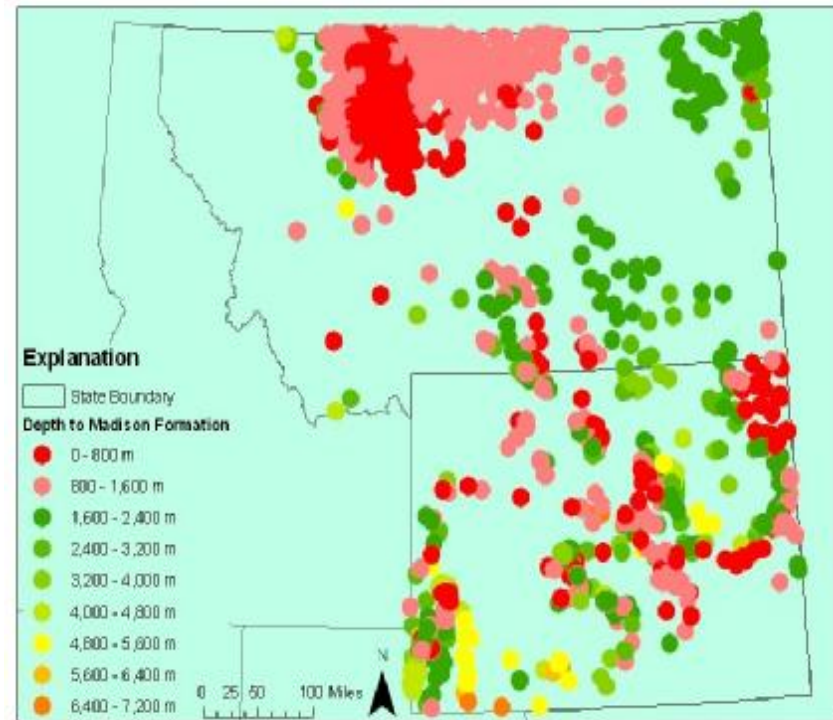 Explanation
State Boundary
Depth to Madison Formation
0 - 800 m
800 - 1,600 m
1,600 - 2,400 m
2,400 - 3,200 m
3,200 - 4,000 m
4,000 - 4,800 m
4,800 - 5,600 m
5,600 - 6,400 m
6,400 - 7,200 m
N
0 25 50 100 Miles